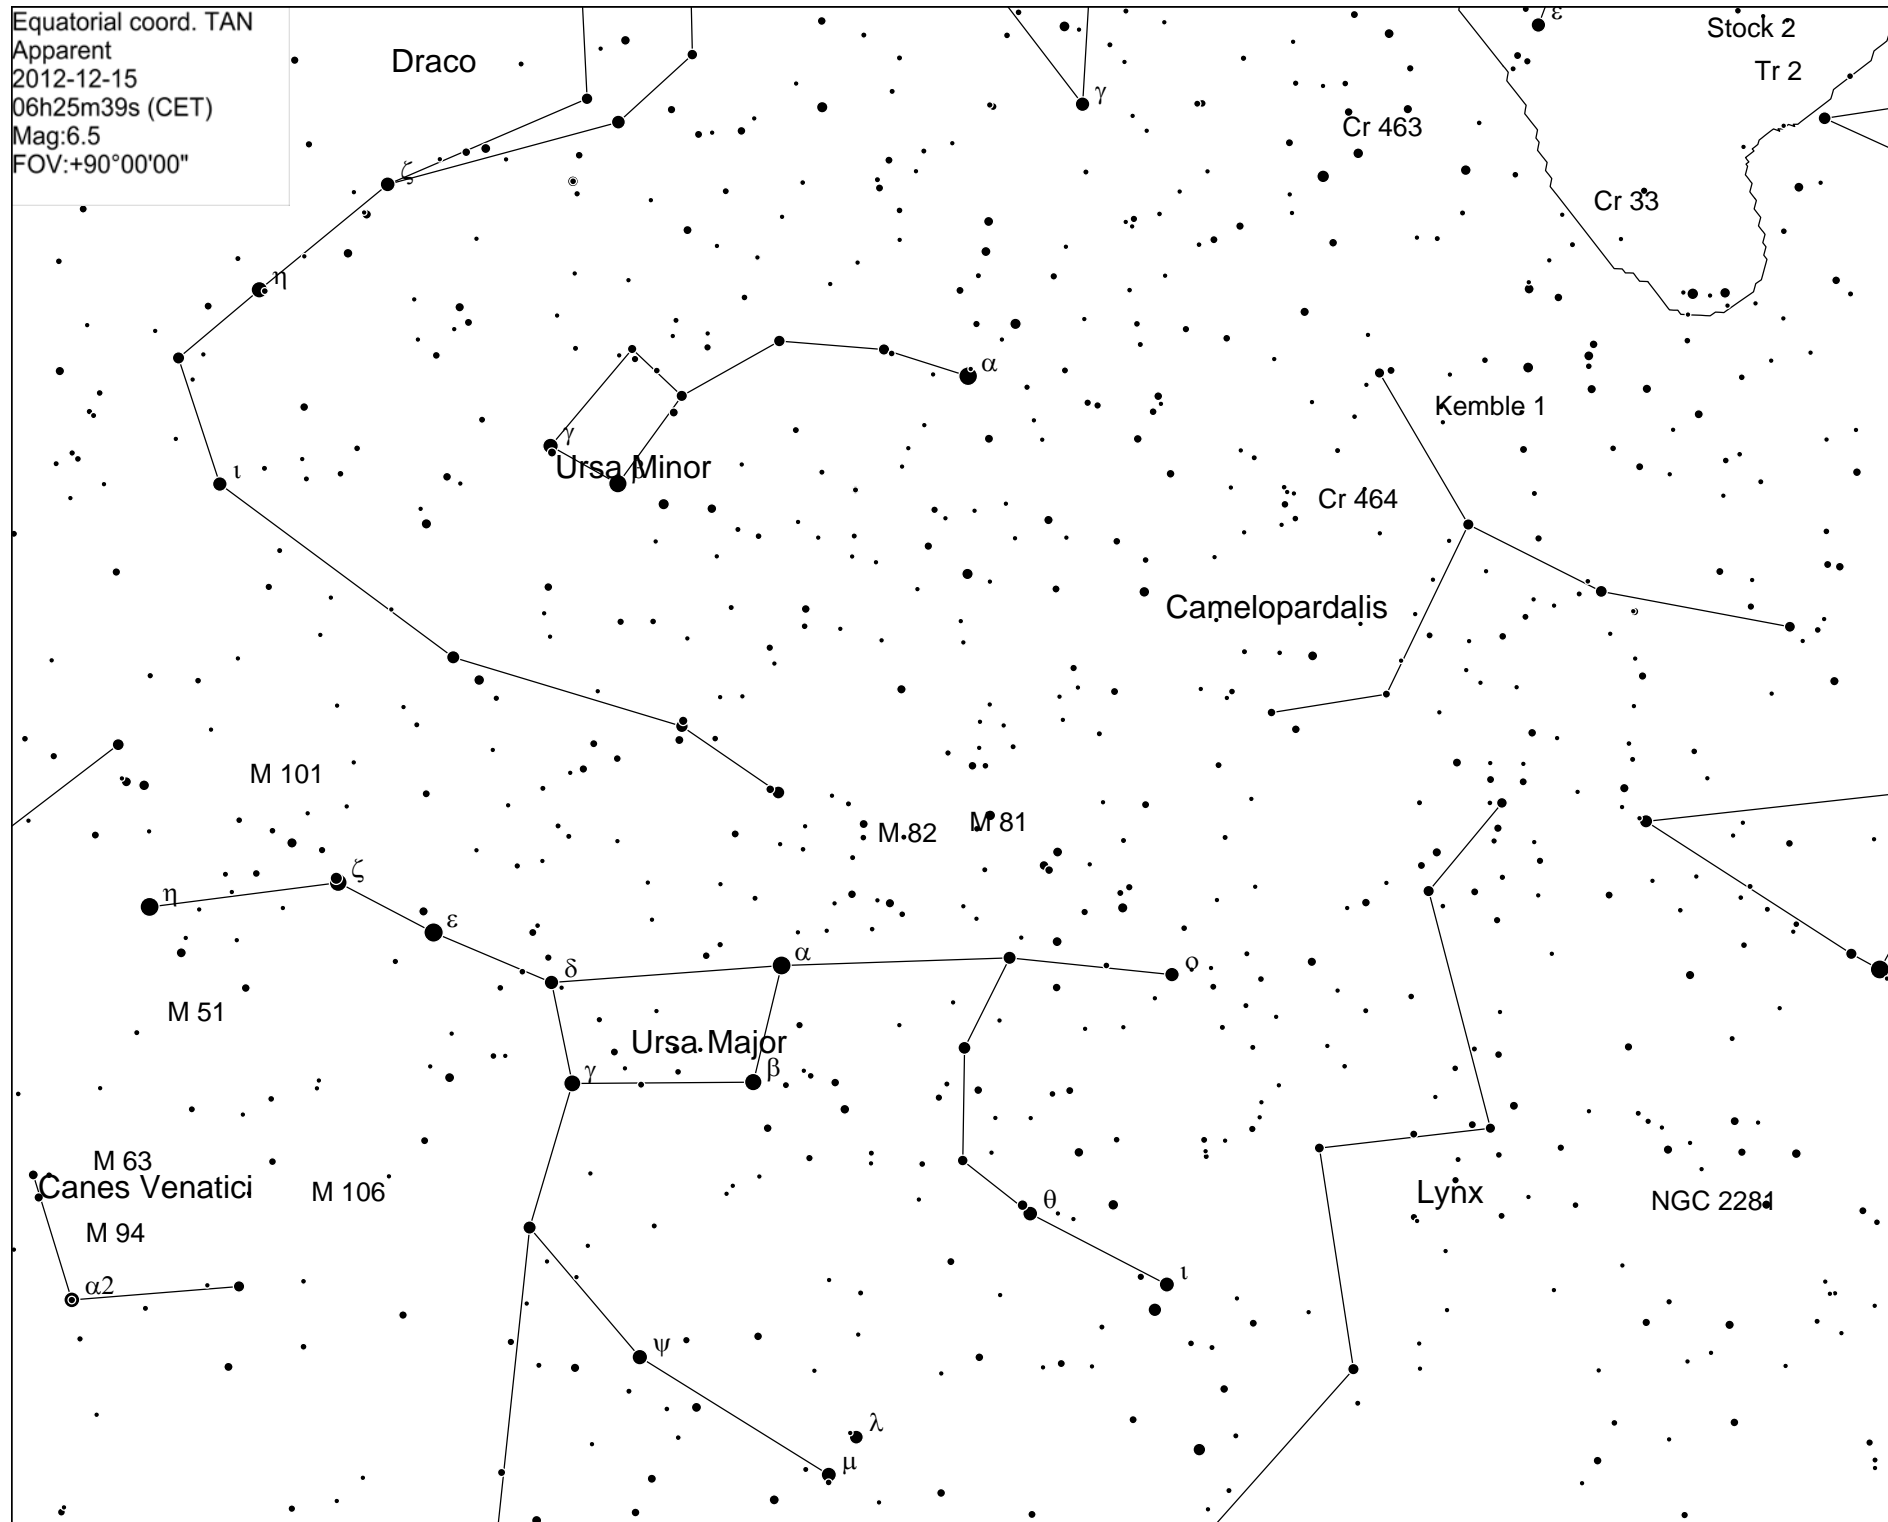 Equatorial coord. TAN
Apparent
2012-12-15
06h25m39s (CET)
Mag:6.5
FOV:+90°00'00"
Draco
ε
Stock 2
Tr 2
γ
Cr 463
ζ
Cr 33
η
α
Kemble 1
γ
Ursa Minor
β
ι
Cr 464
Camelopardalis
M 101
M 82
M 81
ζ
η
ε
α
δ
ο
M 51
Ursa Major
γ
β
M 63
Canes Venatici
M 106
Lynx
NGC 2281
θ
M 94
α2
ι
ψ
λ
μ